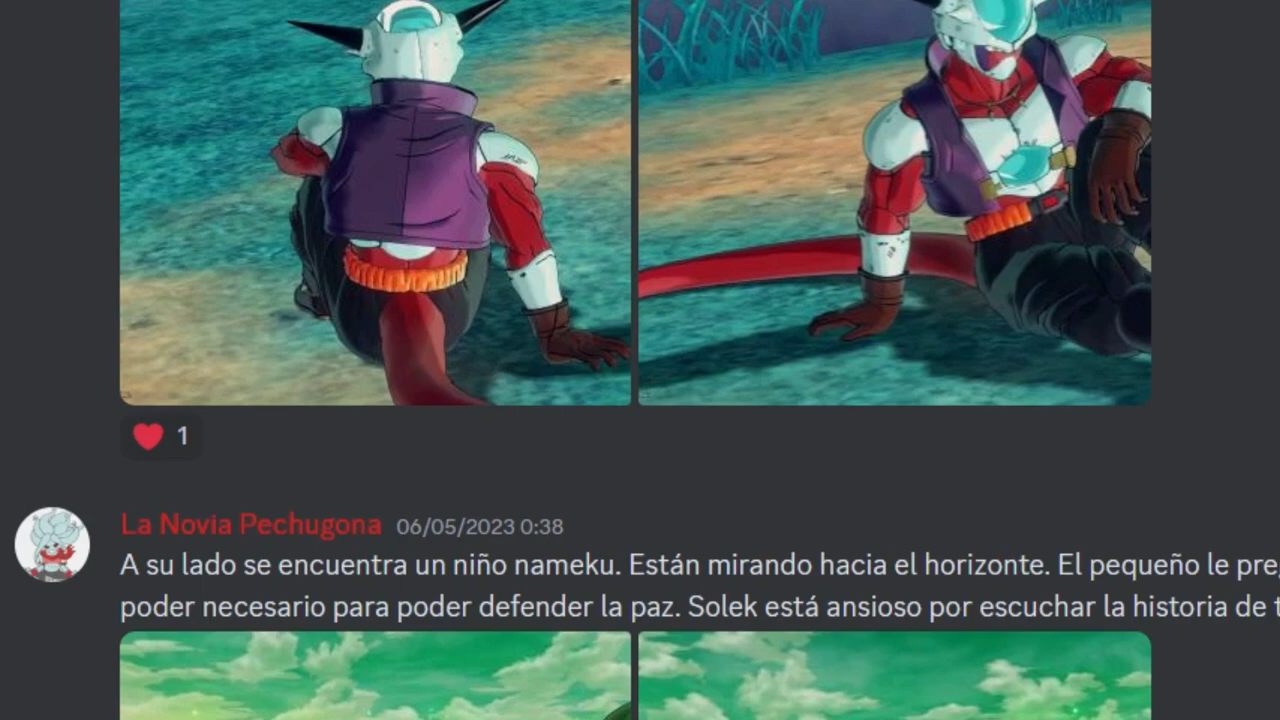 1
La Novia Pechugona 06/05/2023 0:38
A su lado se encuentra un niño nameku. Están mirando hacia el horizonte. El pequeño le
poder necesario para poder defender la paz. Solek está ansioso por escuchar la historia de